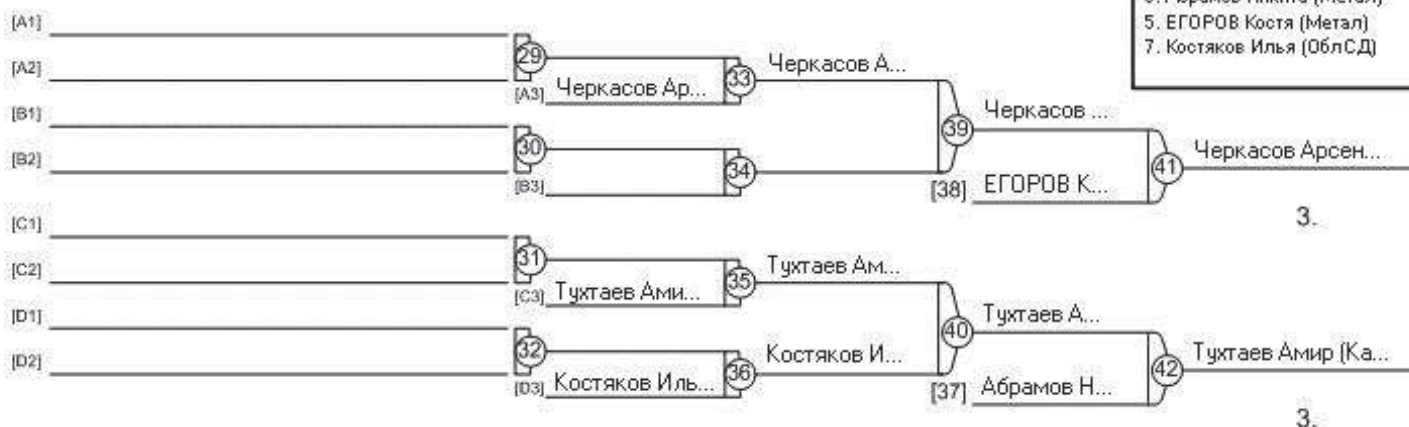 5. ЕГОРОВ Костя (Метал)
7. Костяков Илья (ОблСД)
[A1]
[A2]
29
[A3] Черкасов Ар...
33
Черкасов А...
[B1]
[B2]
30
[B3]
34
39
Черкасов ...
[38] ЕГОРОВ К...
41
Черкасов Арсен...
3.
[C1]
[C2]
31
[C3] Тухтаев Ами...
35
Тухтаев Ам...
[D1]
[D2]
32
[D3] Костяков Иль...
36
Костяков И...
40
Тухтаев А...
[37] Абрамов Н...
42
Тухтаев Амир (Ка...
3.